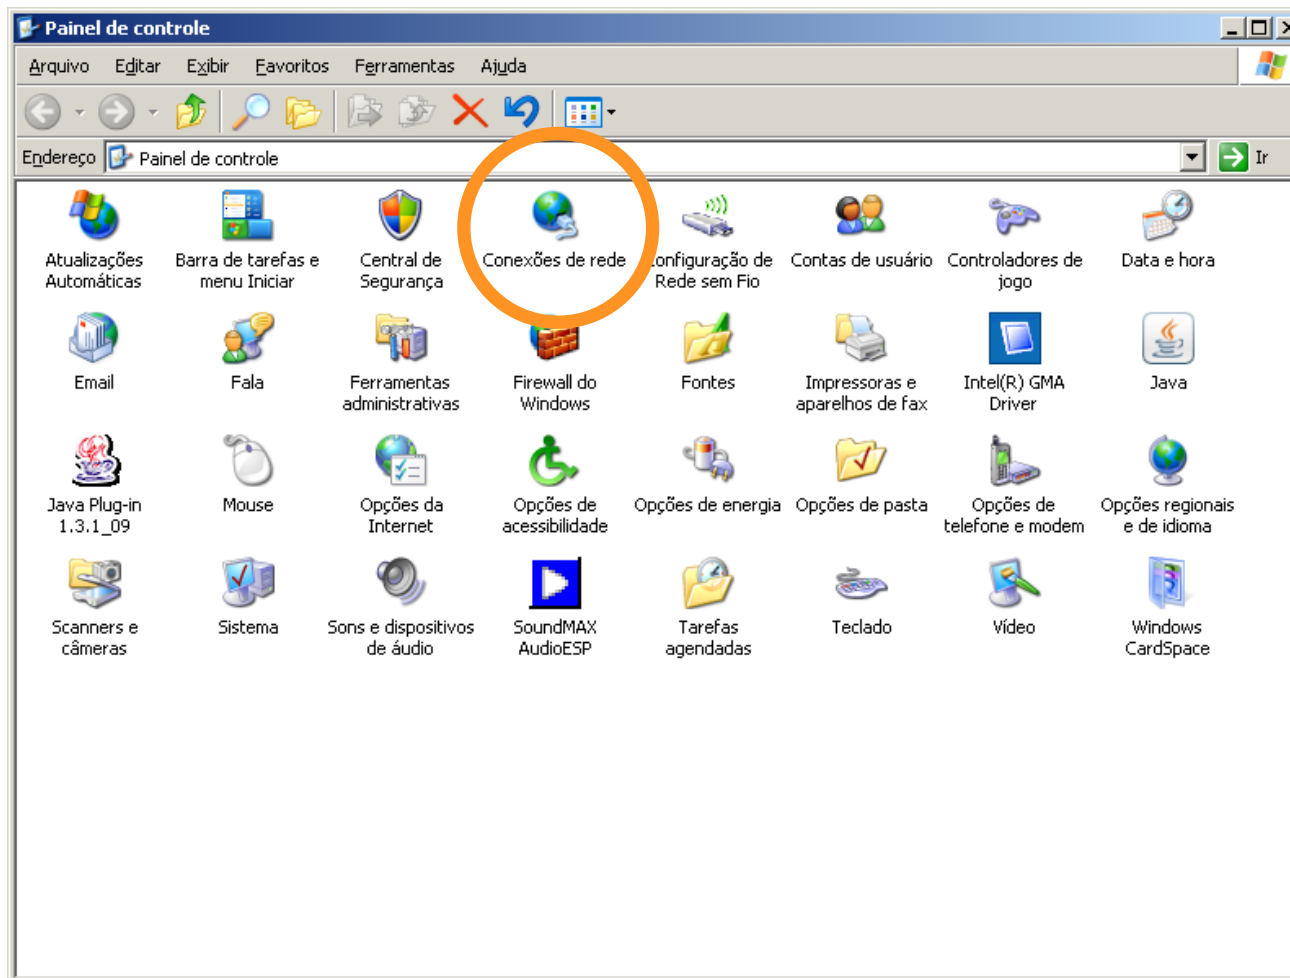 Painel de controle
Arquivo Editar Exibir Favoritos Ferramentas Ajuda
Endereço Painel de controle Ir
Atualizações Automáticas
Barra de tarefas e menu Iniciar
Central de Segurança
Conexões de rede
Configuração de Rede sem Fio
Contas de usuário
Controladores de jogo
Data e hora
Email
Fala
Ferramentas administrativas
Firewall do Windows
Fontes
Impressoras e aparelhos de fax
Intel(R) GMA Driver
Java
Java Plug-in 1.3.1_09
Mouse
Opções da Internet
Opções de acessibilidade
Opções de energia
Opções de pasta
Opções de telefone e modem
Opções regionais e de idioma
Scanners e câmeras
Sistema
Sons e dispositivos de áudio
SoundMAX AudioESP
Tarefas agendadas
Teclado
Vídeo
Windows CardSpace